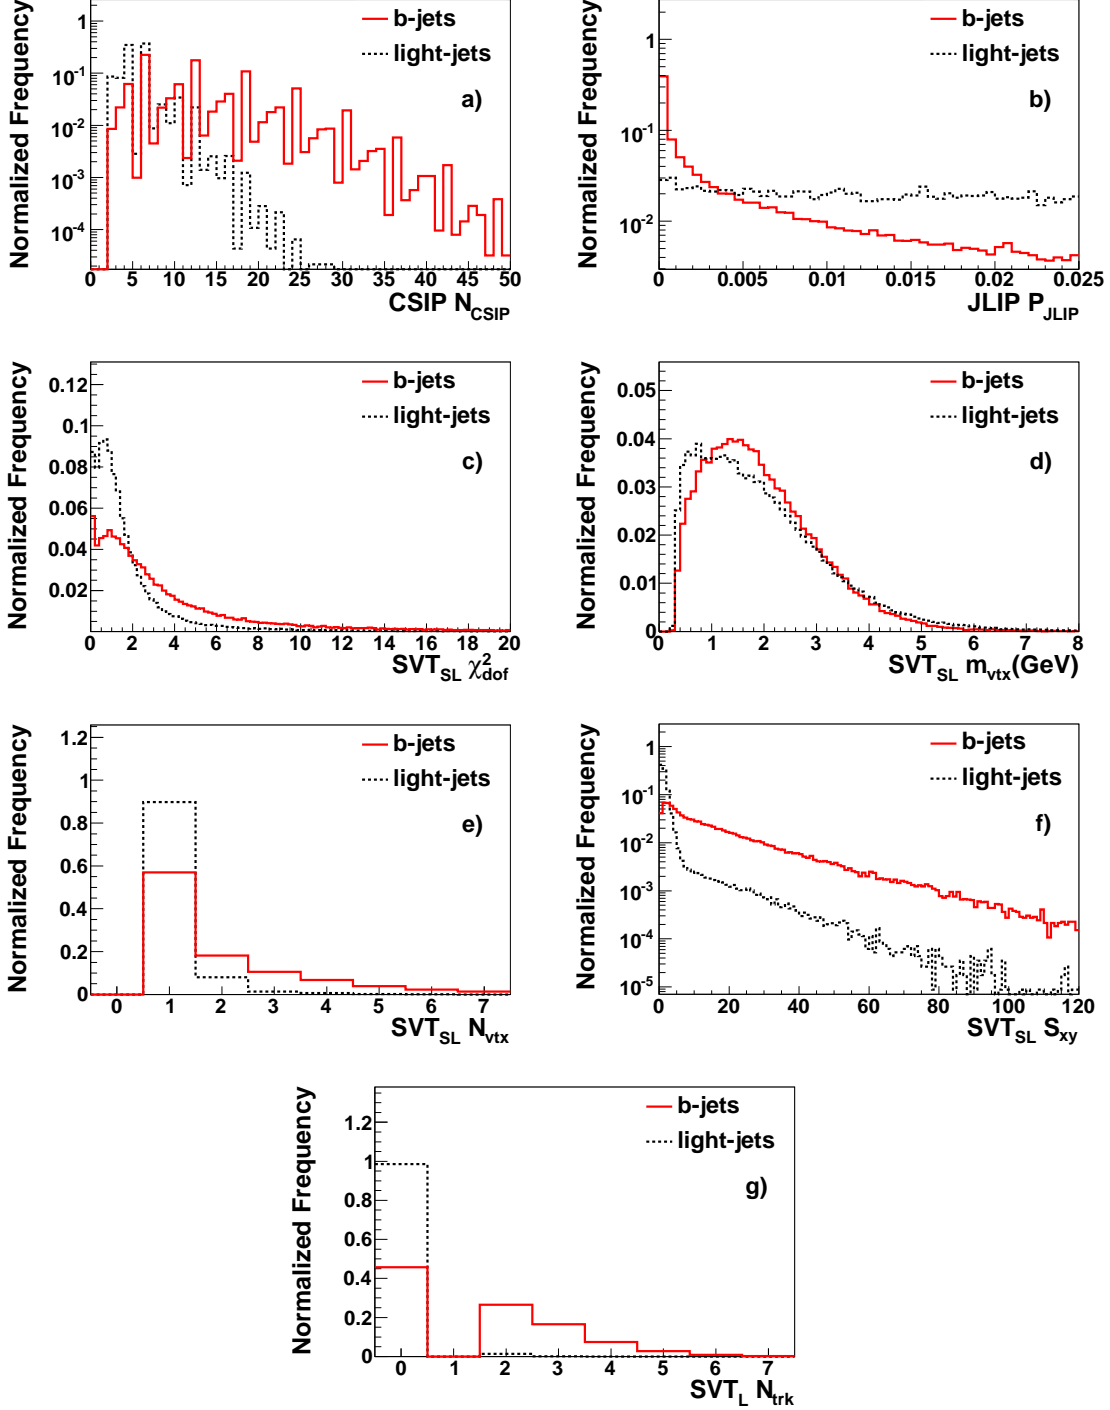 Normalized Frequency
1
10^-1
10^-2
10^-3
10^-4
b-jets
light-jets
a)
0 5 10 15 20 25 30 35 40 45 50
CSIP N_CSIP
Normalized Frequency
1
10^-1
10^-2
b-jets
light-jets
b)
0 0.005 0.01 0.015 0.02 0.025
JLIP P_JLIP
Normalized Frequency
0.12
0.1
0.08
0.06
0.04
0.02
b-jets
light-jets
c)
0 2 4 6 8 10 12 14 16 18 20
SVT_SL χ²_dof
Normalized Frequency
0.05
0.04
0.03
0.02
0.01
0
b-jets
light-jets
d)
0 1 2 3 4 5 6 7 8
SVT_SL m_vtx(GeV)
Normalized Frequency
1.2
1
0.8
0.6
0.4
0.2
0
b-jets
light-jets
e)
0 1 2 3 4 5 6 7
SVT_SL N_vtx
Normalized Frequency
1
10^-1
10^-2
10^-3
10^-4
10^-5
b-jets
light-jets
f)
0 20 40 60 80 100 120
SVT_SL S_xy
Normalized Frequency
1.2
1
0.8
0.6
0.4
0.2
0
b-jets
light-jets
g)
0 1 2 3 4 5 6 7
SVT_L N_trk